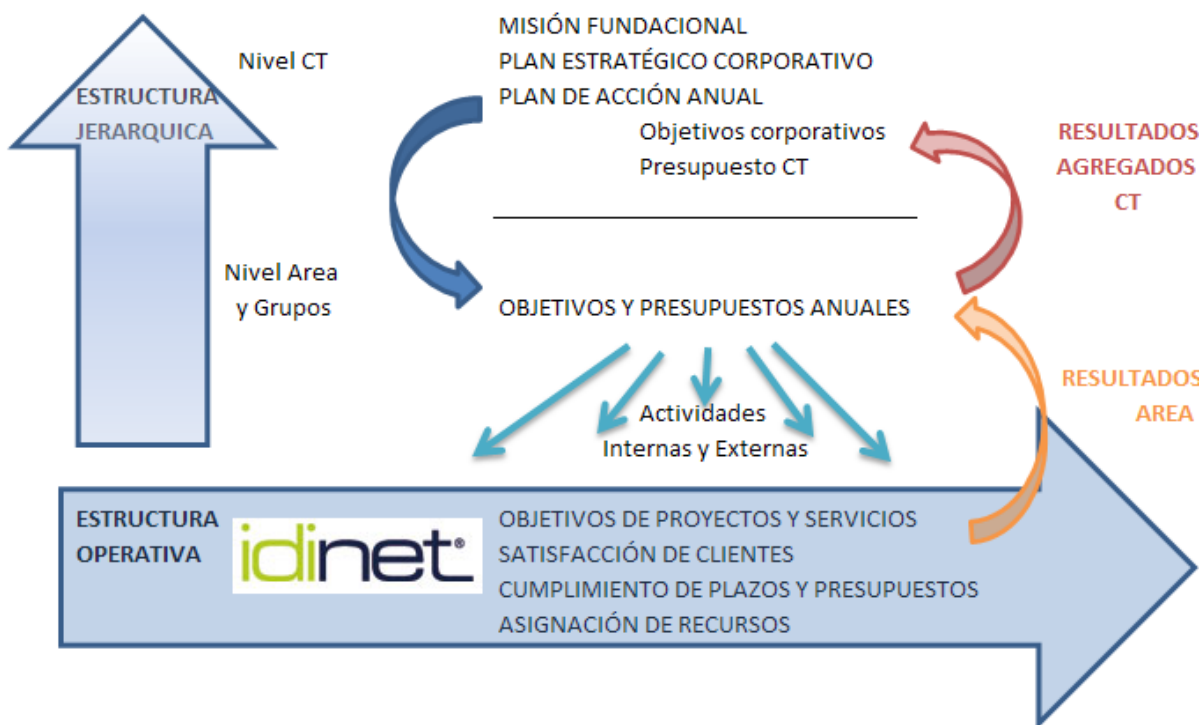 MISIÓN FUNDACIONAL
Nivel CT
PLAN ESTRATÉGICO CORPORATIVO
ESTRUCTURA
JERARQUICA
PLAN DE ACCIÓN ANUAL
Objetivos corporativos
Presupuesto CT
RESULTADOS
AGREGADOS
CT
Nivel Area
y Grupos
OBJETIVOS Y PRESUPUESTOS ANUALES
RESULTADOS
AREA
Actividades
Internas y Externas
ESTRUCTURA
OPERATIVA
idinet®
OBJETIVOS DE PROYECTOS Y SERVICIOS
SATISFACCIÓN DE CLIENTES
CUMPLIMIENTO DE PLAZOS Y PRESUPUESTOS
ASIGNACIÓN DE RECURSOS